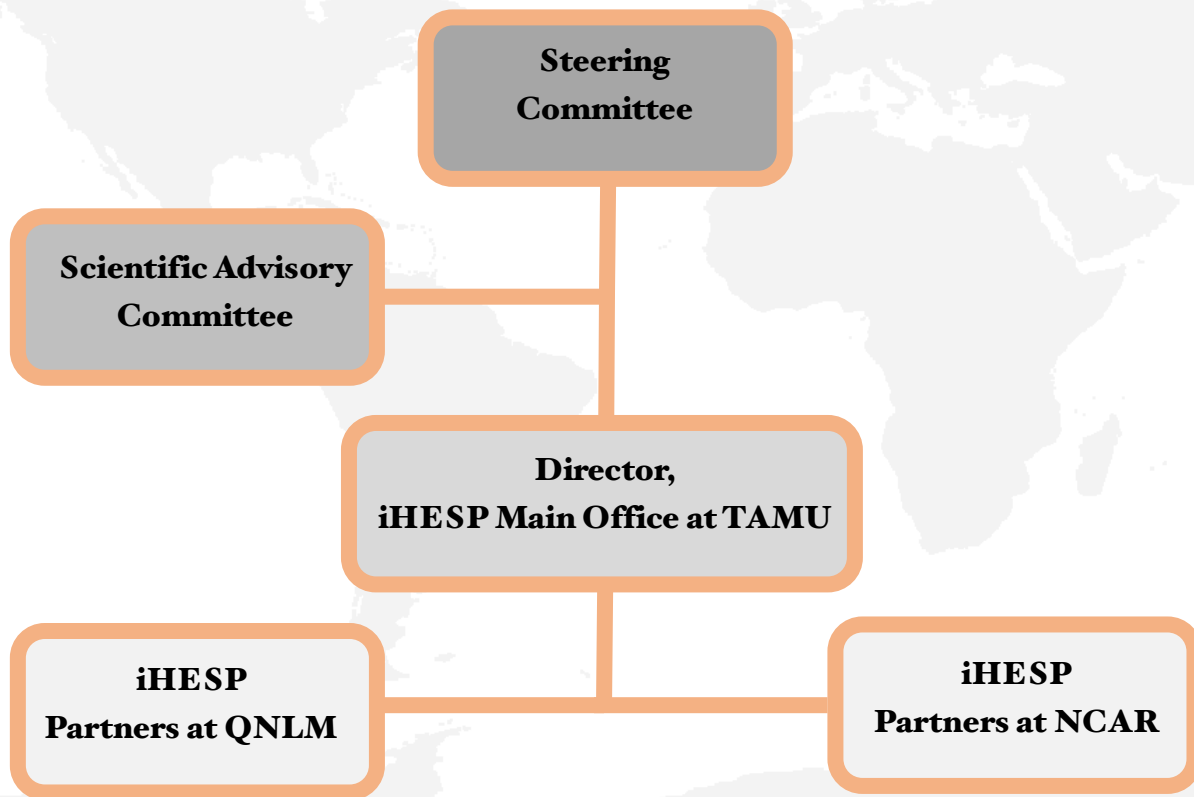 Steering
Committee
Scientific Advisory
Committee
Director,
iHESP Main Office at TAMU
iHESP
Partners at QNLM
iHESP
Partners at NCAR